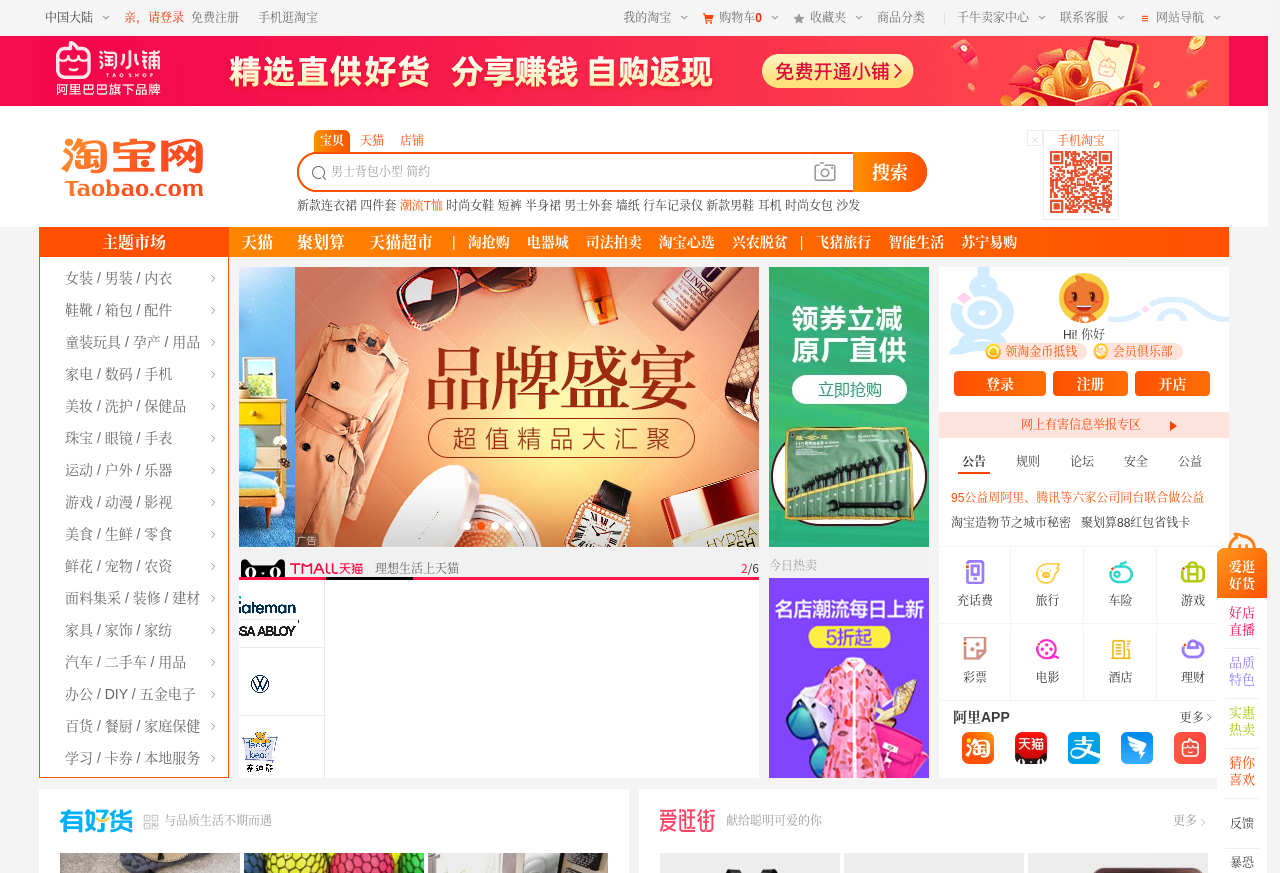 中国大陆 亲，请登录 免费注册 手机逛淘宝 我的淘宝 购物车0 收藏夹 商品分类 千牛卖家中心 联系客服 网站导航
淘小铺
TAO SHOP
阿里巴巴旗下品牌
精选直供好货 分享赚钱 自购返现
免费开通小铺
淘宝网
Taobao.com
宝贝 天猫 店铺
男士背包小型 简约
搜索
新款连衣裙 四件套 潮流T恤 时尚女鞋 短裤 半身裙 男士外套 墙纸 行车记录仪 新款男鞋 耳机 时尚女包 沙发
手机淘宝
主题市场
天猫 聚划算 天猫超市 | 淘抢购 电器城 司法拍卖 淘宝心选 兴农脱贫 | 飞猪旅行 智能生活 苏宁易购
女装 / 男装 / 内衣
鞋靴 / 箱包 / 配件
童装玩具 / 孕产 / 用品
家电 / 数码 / 手机
美妆 / 洗护 / 保健品
珠宝 / 眼镜 / 手表
运动 / 户外 / 乐器
游戏 / 动漫 / 影视
美食 / 生鲜 / 零食
鲜花 / 宠物 / 农资
面料集采 / 装修 / 建材
家具 / 家饰 / 家纺
汽车 / 二手车 / 用品
办公 / DIY / 五金电子
百货 / 餐厨 / 家庭保健
学习 / 卡券 / 本地服务
CLINIQUE
品牌盛宴
超值精品大汇聚
广告
TMALL天猫 理想生活上天猫 2/6
Gateman
SSA ABLOY
领券立减
原厂直供
立即抢购
今日热卖
名店潮流每日上新
5折起
Hi! 你好
领淘金币抵钱 会员俱乐部
登录 注册 开店
网上有害信息举报专区
公告 规则 论坛 安全 公益
95公益周阿里、腾讯等六家公司同台联合做公益
淘宝造物节之城市秘密 聚划算88红包省钱卡
充话费 旅行 车险 游戏
彩票 电影 酒店 理财
阿里APP 更多
淘 天猫 支
爱逛
好货
好店
直播
品质
特色
实惠
热卖
猜你
喜欢
反馈
暴恐
有好货 与品质生活不期而遇
爱逛街 献给聪明可爱的你 更多